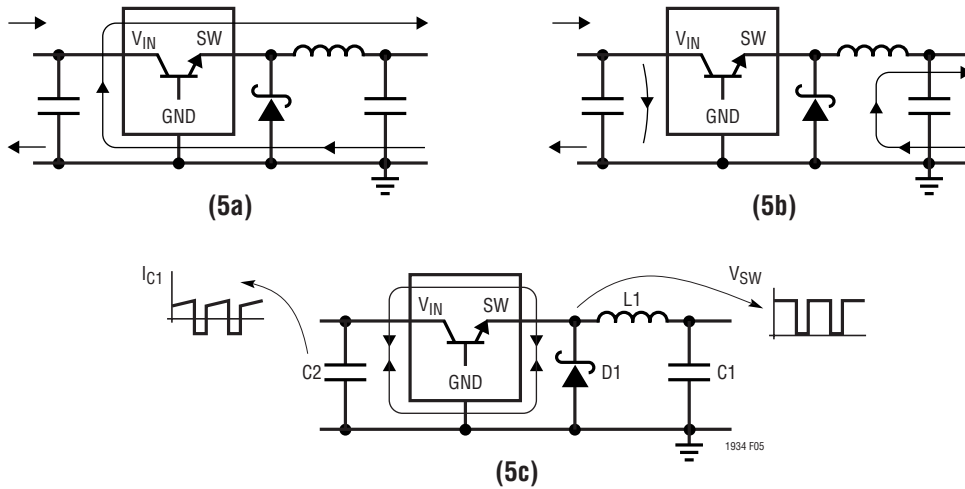 VIN SW
GND
(5a)
VIN SW
GND
(5b)
IC1
VSW
VIN SW
L1
C2
GND
D1
C1
1934 F05
(5c)